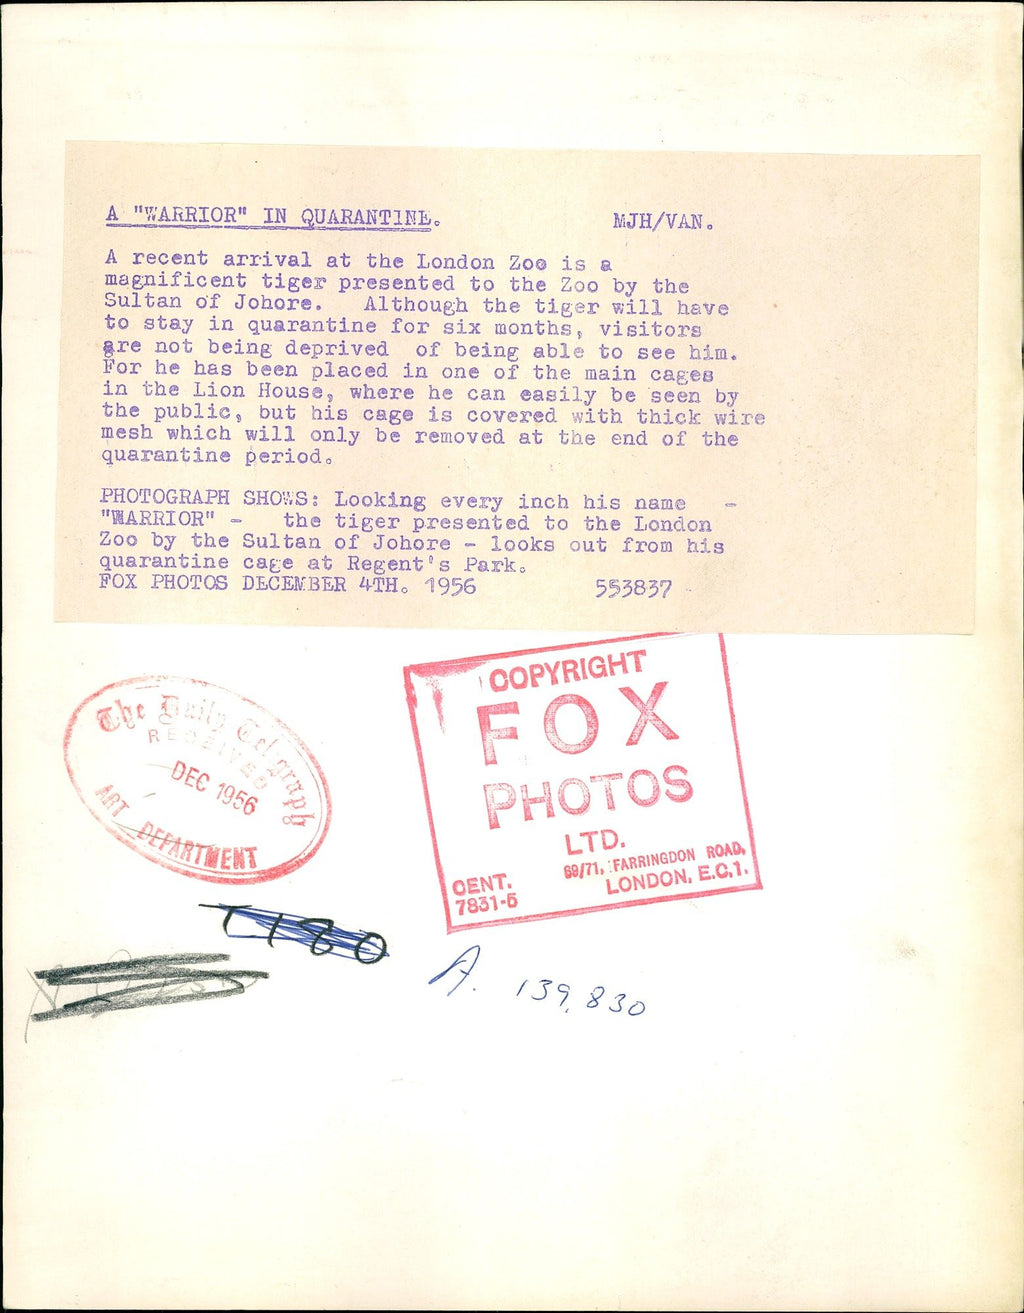 A "WARRIOR" IN QUARANTINE. MJH/VAN.
A recent arrival at the London Zoo is a
magnificent tiger presented to the Zoo by the
Sultan of Johore. Although the tiger will have
to stay in quarantine for six months, visitors
are not being deprived of being able to see him.
For he has been placed in one of the main cages
in the Lion House, where he can easily be seen by
the public, but his cage is covered with thick wire
mesh which will only be removed at the end of the
quarantine period.
PHOTOGRAPH SHOWS: Looking every inch his name -
"WARRIOR" - the tiger presented to the London
Zoo by the Sultan of Johore - looks out from his
quarantine cage at Regent's Park.
FOX PHOTOS DECEMBER 4TH. 1956 553837
The Daily Telegraph
RECEIVED
DEC 1956
ART DEPARTMENT
COPYRIGHT
FOX
PHOTOS
LTD.
69/71, FARRINGDON ROAD,
LONDON, E.C.1.
CENT.
7831-5
7180
A. 139,830